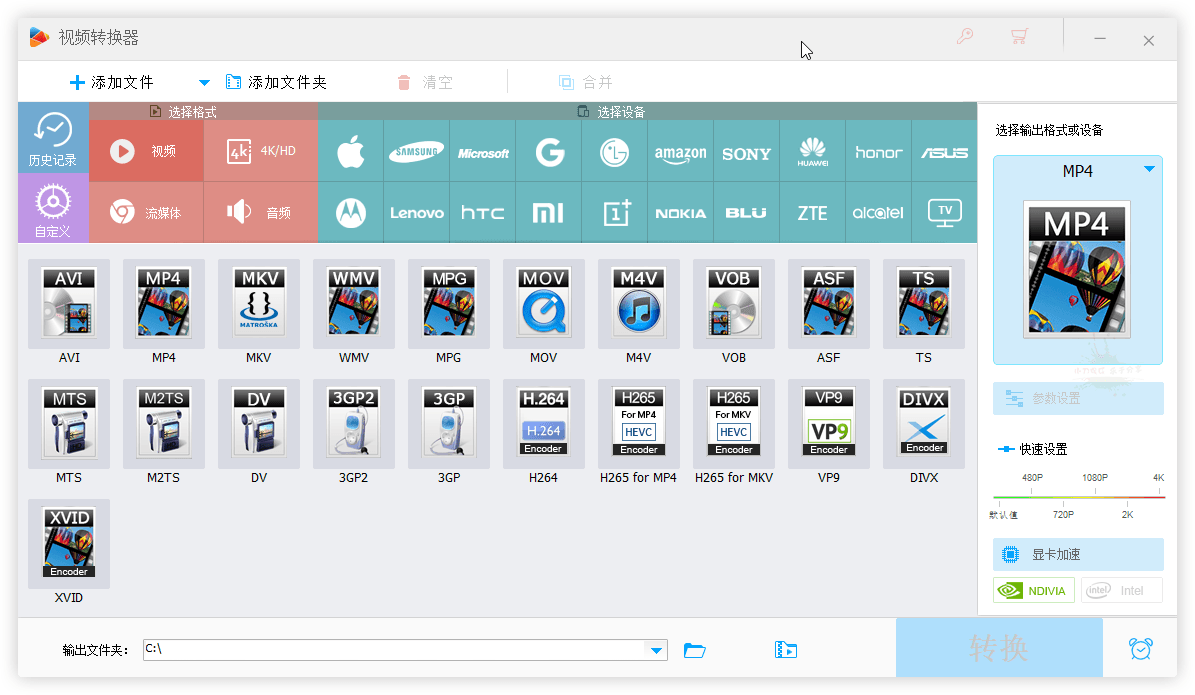 视频转换器
添加文件 添加文件夹 清空 合并
选择格式 选择设备
历史记录 视频 4k 4K/HD SAMSUNG Microsoft G amazon SONY HUAWEI honor ASUS
自定义 流媒体 音频 Lenovo hTC MI 1+ NOKIA BLU ZTE alcatel TV
AVI MP4 MKV WMV MPG MOV M4V VOB ASF TS
MATROŠKA
AVI MP4 MKV WMV MPG MOV M4V VOB ASF TS
MTS M2TS DV 3GP2 3GP H.264 H265 H265 VP9 DIVX
For MP4 For MKV
H.264 HEVC HEVC VP9
Encoder Encoder Encoder Encoder Encoder
MTS M2TS DV 3GP2 3GP H264 H265 for MP4 H265 for MKV VP9 DIVX
XVID
Encoder
XVID
选择输出格式或设备
MP4
MP4
参数设置
快速设置
480P 1080P 4K
默认值 720P 2K
显卡加速
NDIVIA intel Intel
输出文件夹: C:\ 转换